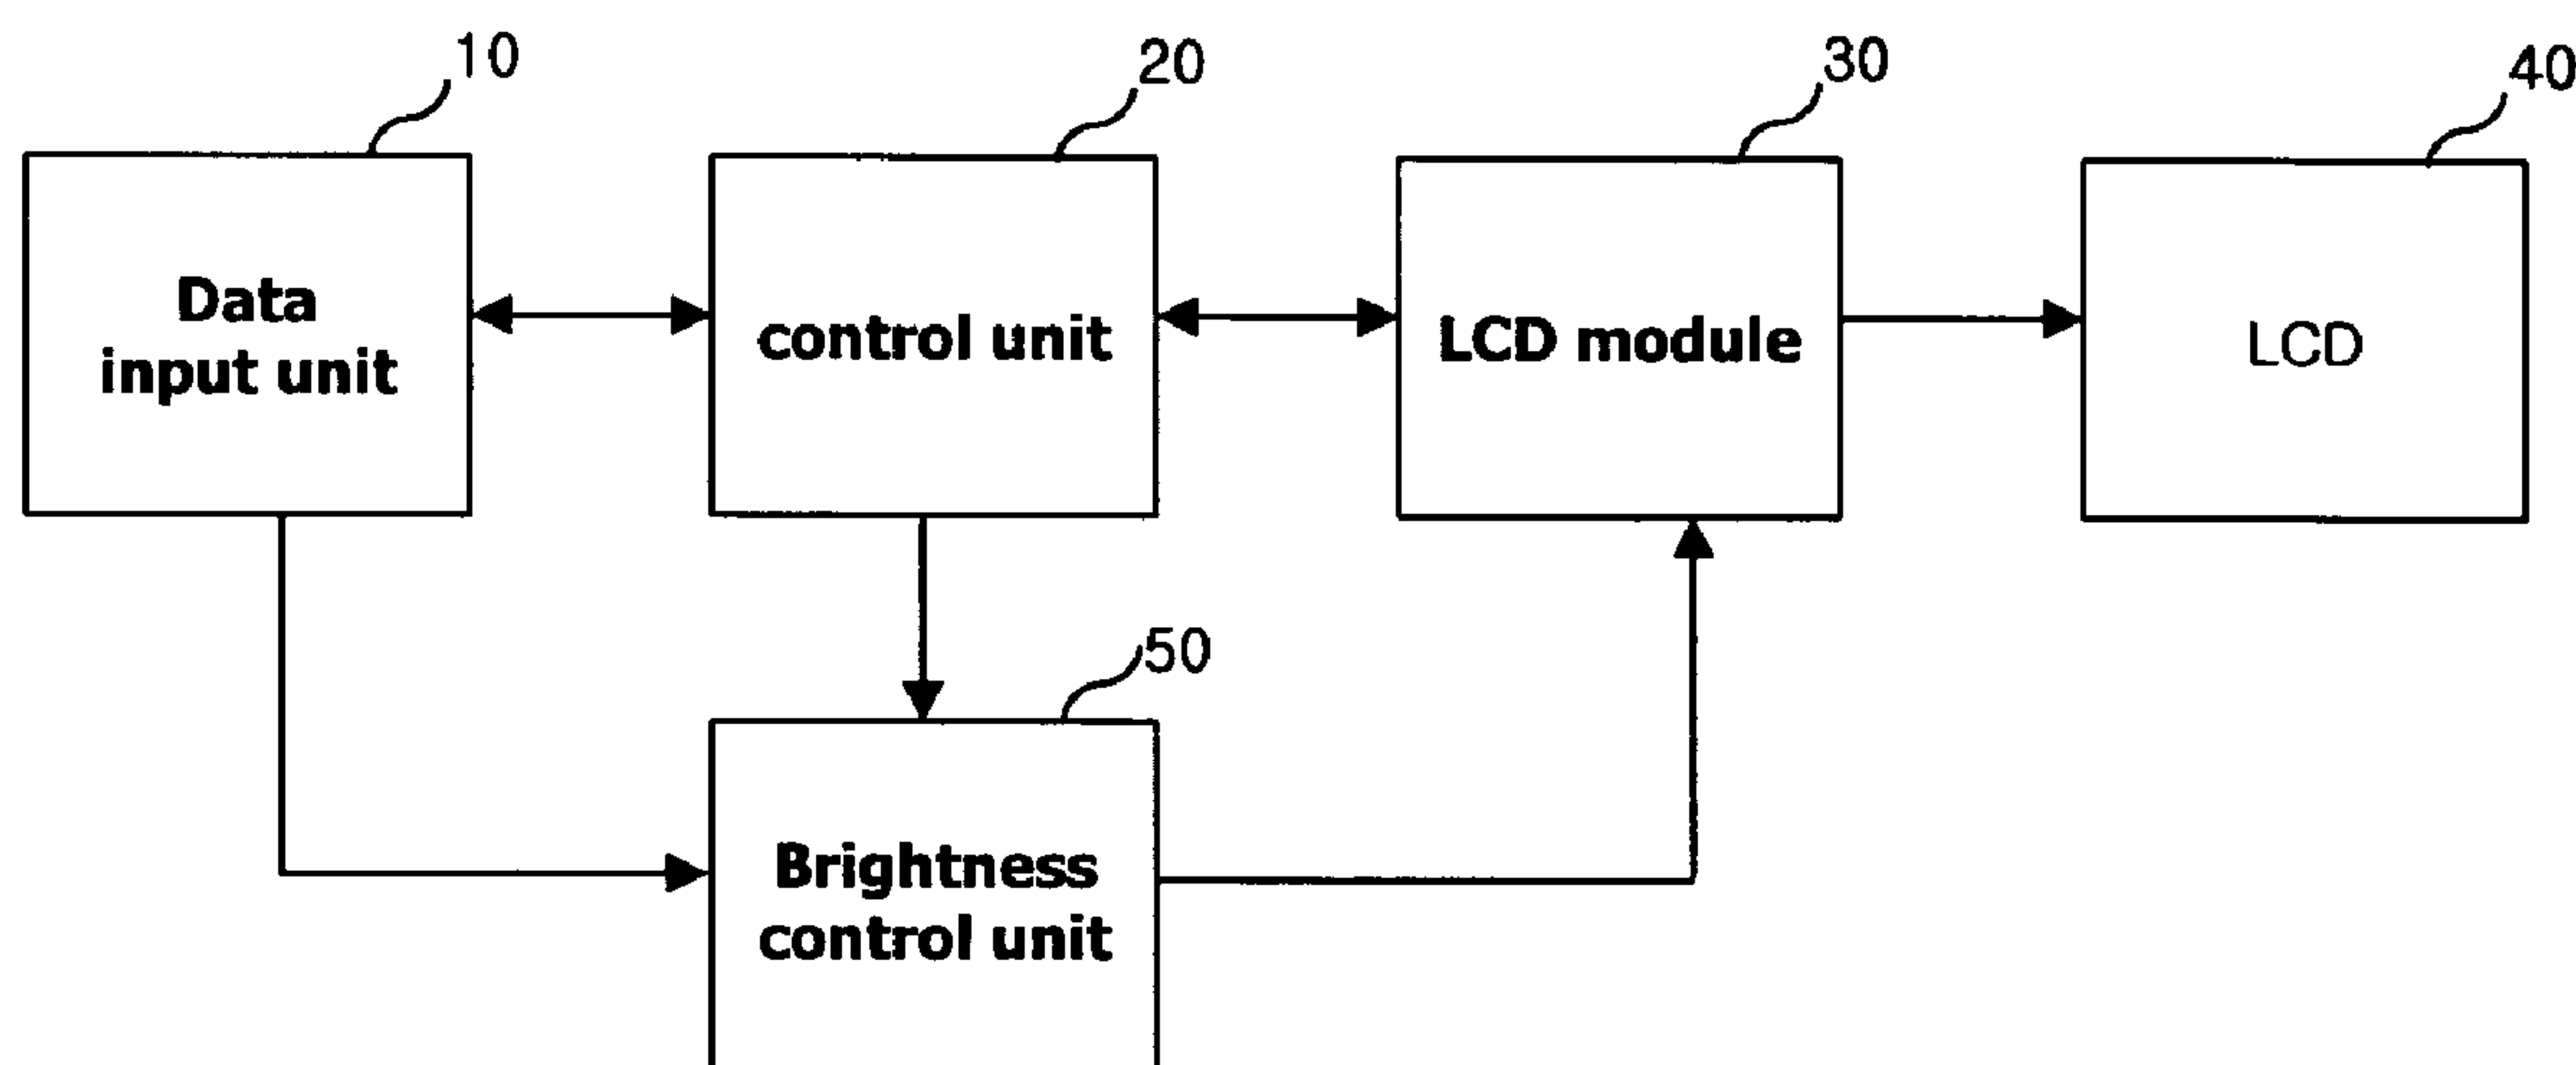 10
20
30
40
Data
input unit
control unit
LCD module
LCD
50
Brightness
control unit